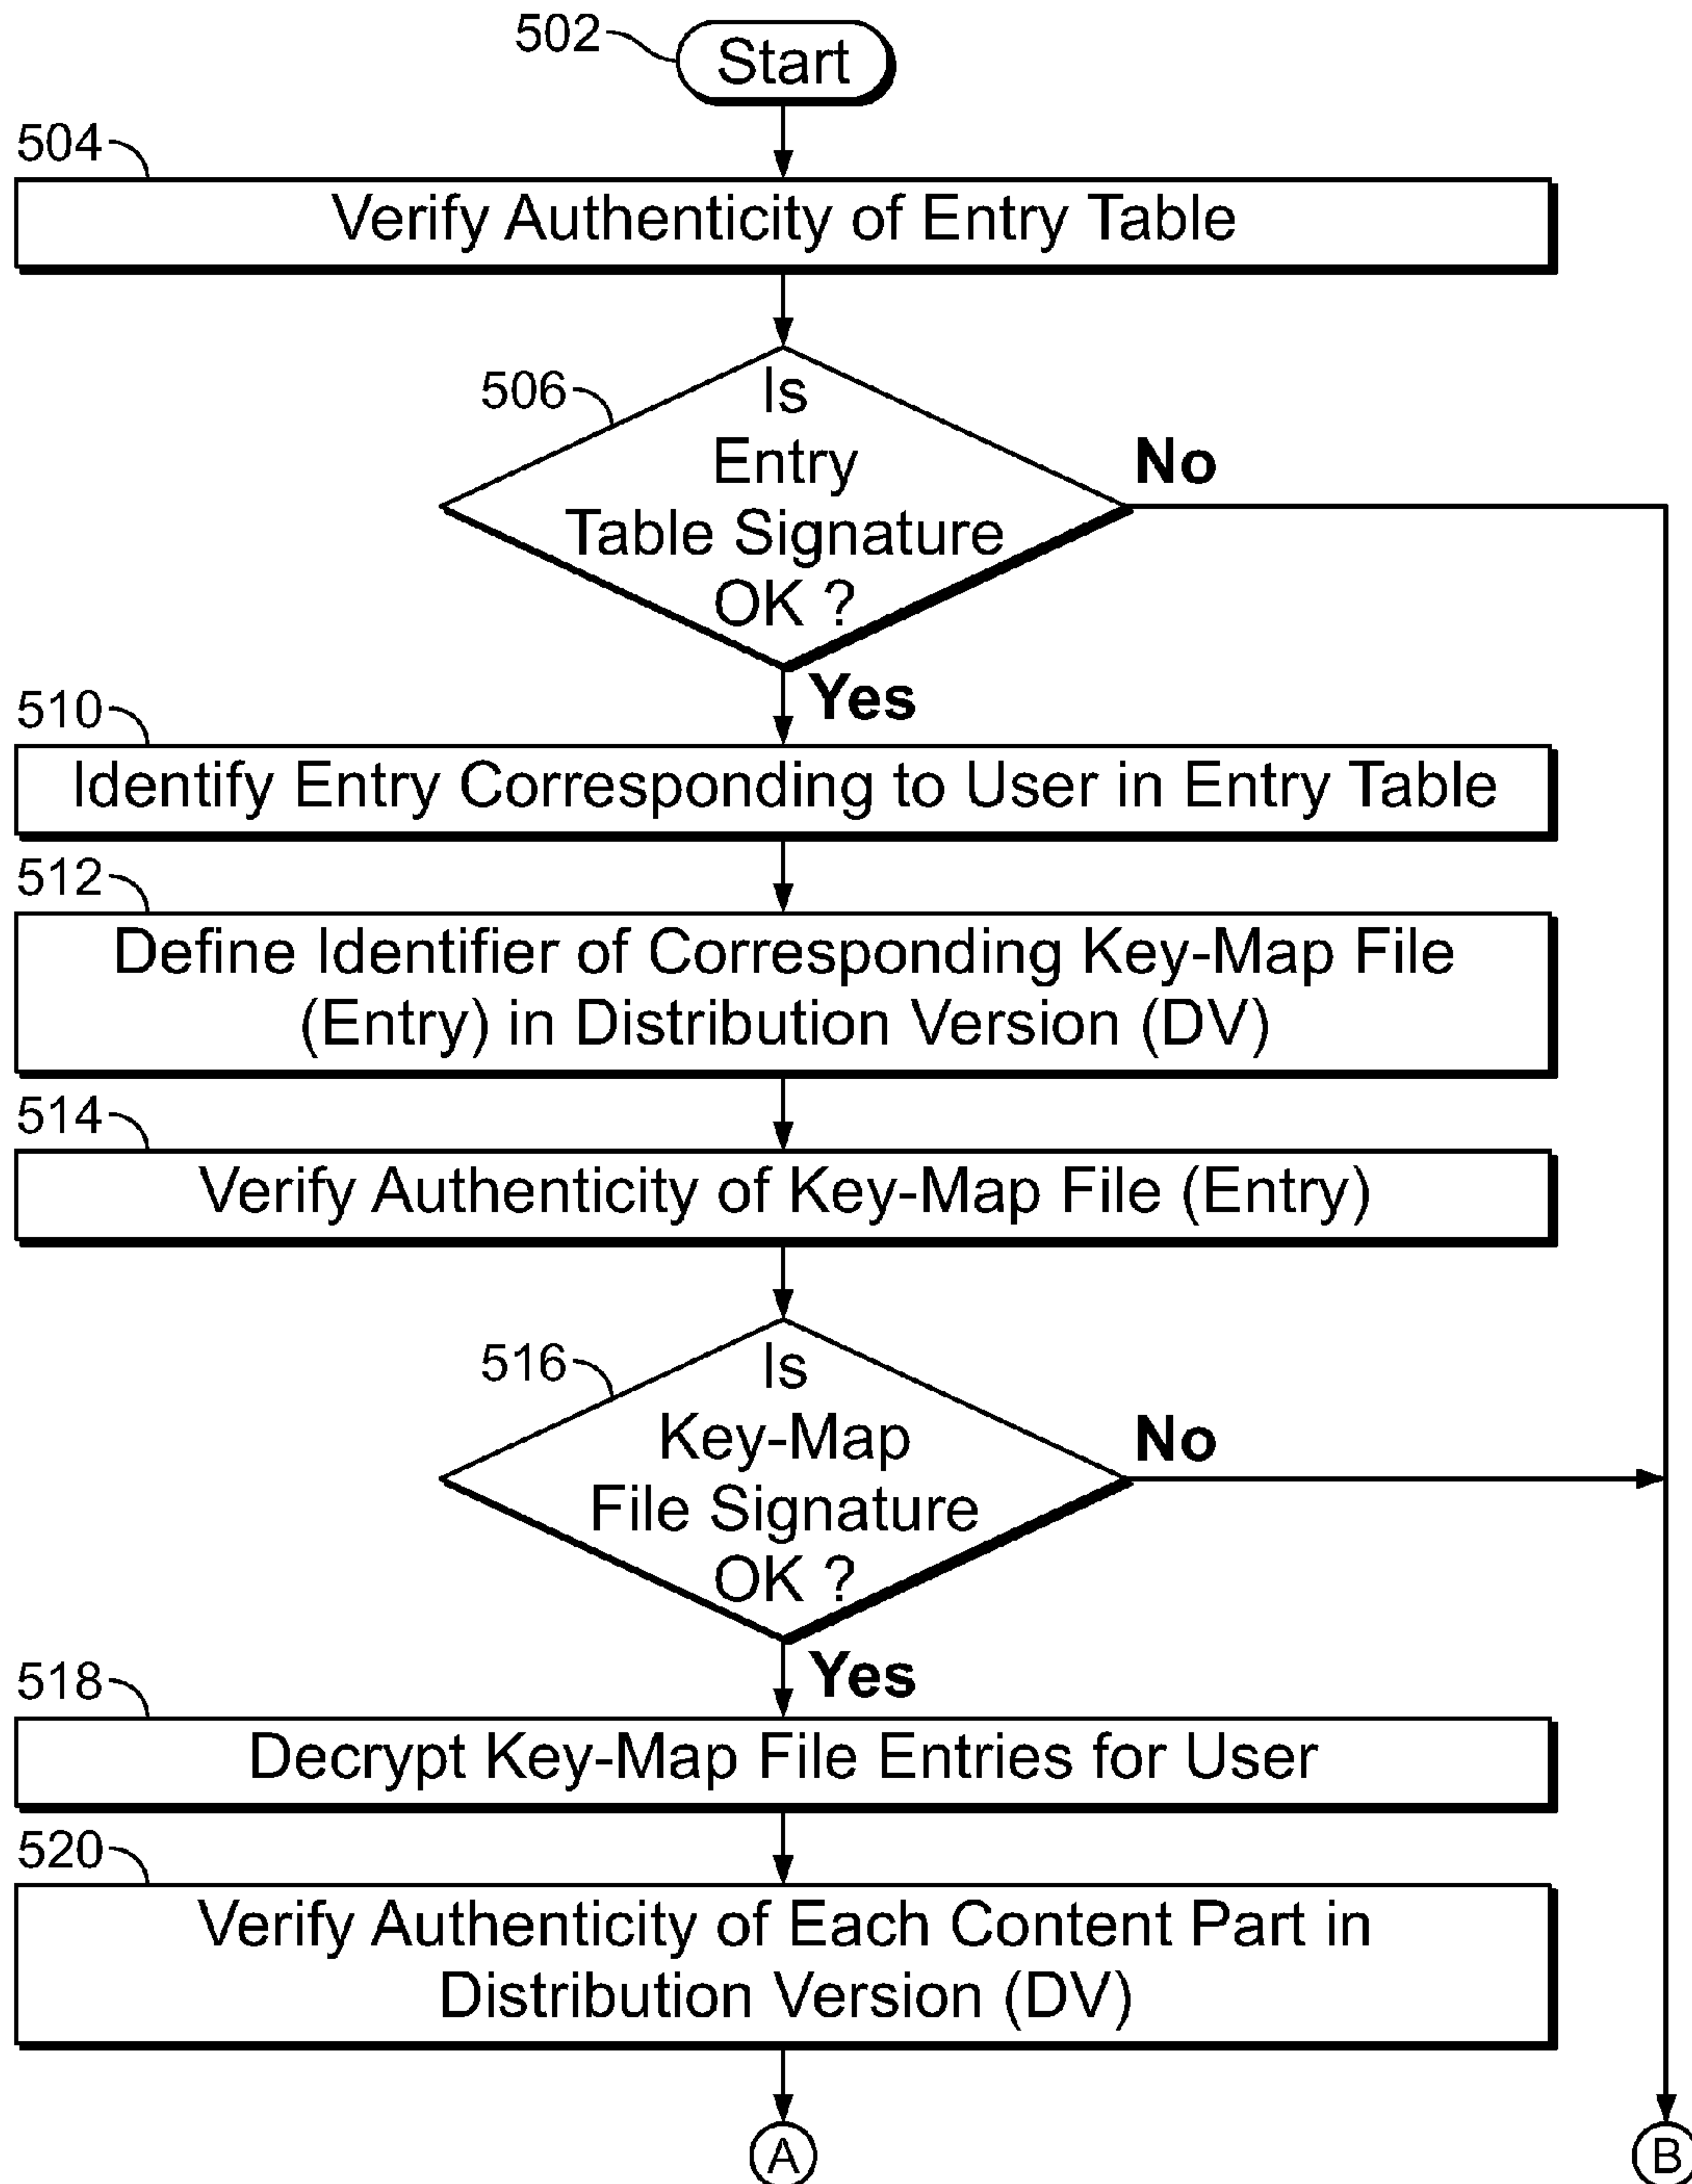 502
Start
504
Verify Authenticity of Entry Table
506
Is
Entry
Table Signature
OK ?
No
Yes
510
Identify Entry Corresponding to User in Entry Table
512
Define Identifier of Corresponding Key-Map File
(Entry) in Distribution Version (DV)
514
Verify Authenticity of Key-Map File (Entry)
516
Is
Key-Map
File Signature
OK ?
No
Yes
518
Decrypt Key-Map File Entries for User
520
Verify Authenticity of Each Content Part in
Distribution Version (DV)
A
B